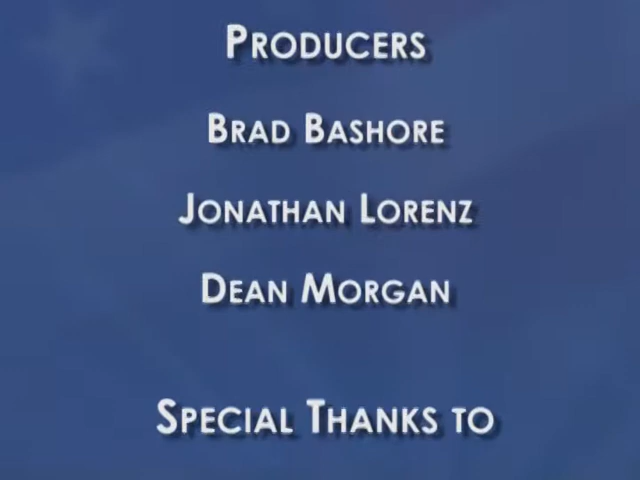 Producers
Brad Bashore
Jonathan Lorenz
Dean Morgan
Special Thanks to